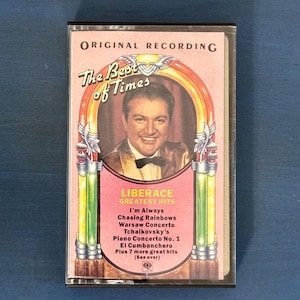 ORIGINAL RECORDING
The Best
of Times
LIBERACE
GREATEST HITS
I'm Always
Chasing Rainbows
Warsaw Concerto
Tchaikovsky's
Piano Concerto No. 1
El Cumbanchero
Plus 7 more great hits
(See over)